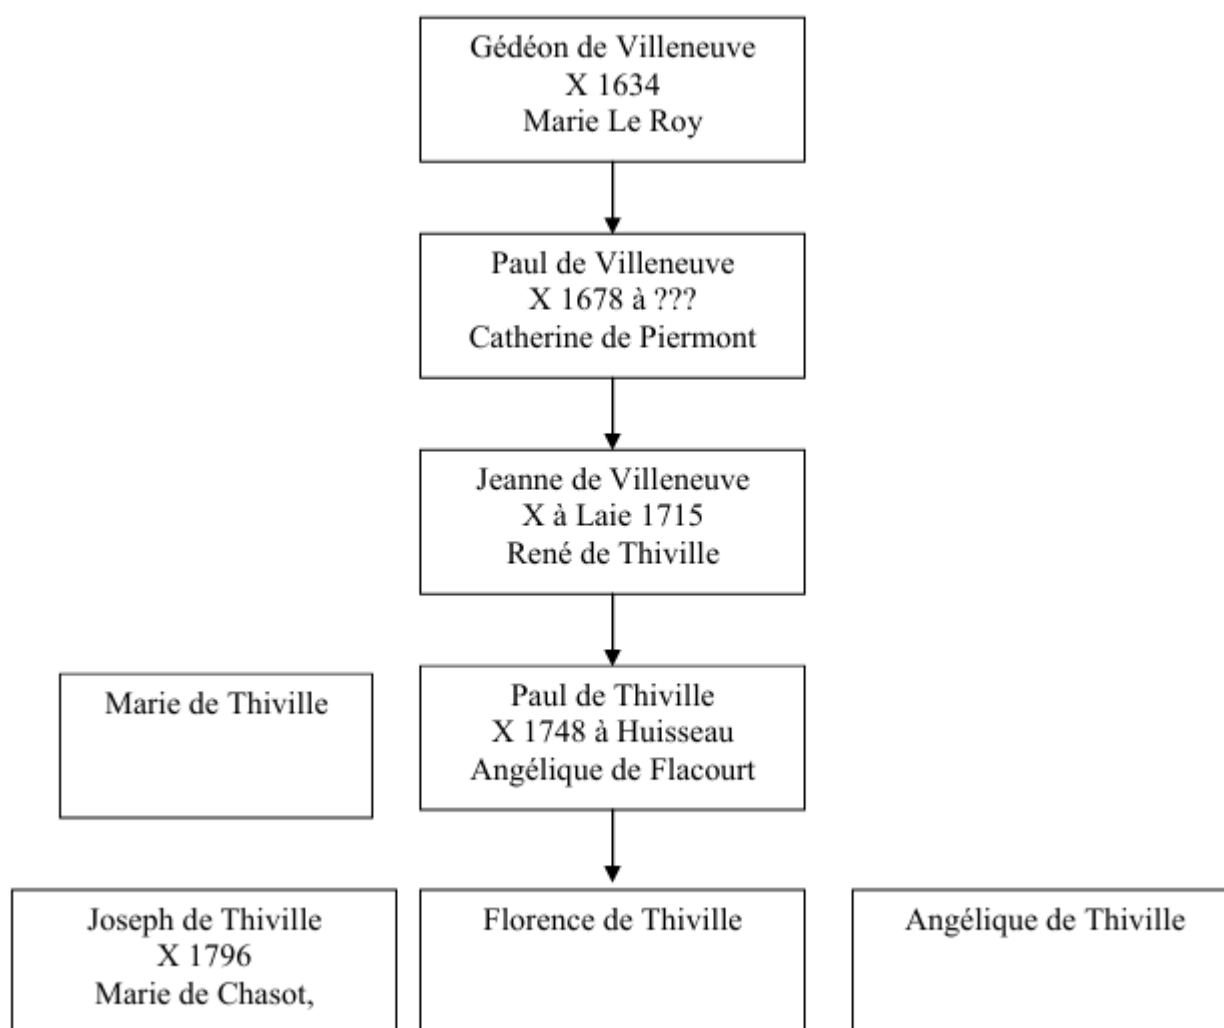 Gédéon de Villeneuve
X 1634
Marie Le Roy
Paul de Villeneuve
X 1678 à ???
Catherine de Piermont
Jeanne de Villeneuve
X à Laie 1715
René de Thiville
Marie de Thiville
Paul de Thiville
X 1748 à Huisseau
Angélique de Flacourt
Joseph de Thiville
X 1796
Marie de Chasot,
Florence de Thiville
Angélique de Thiville